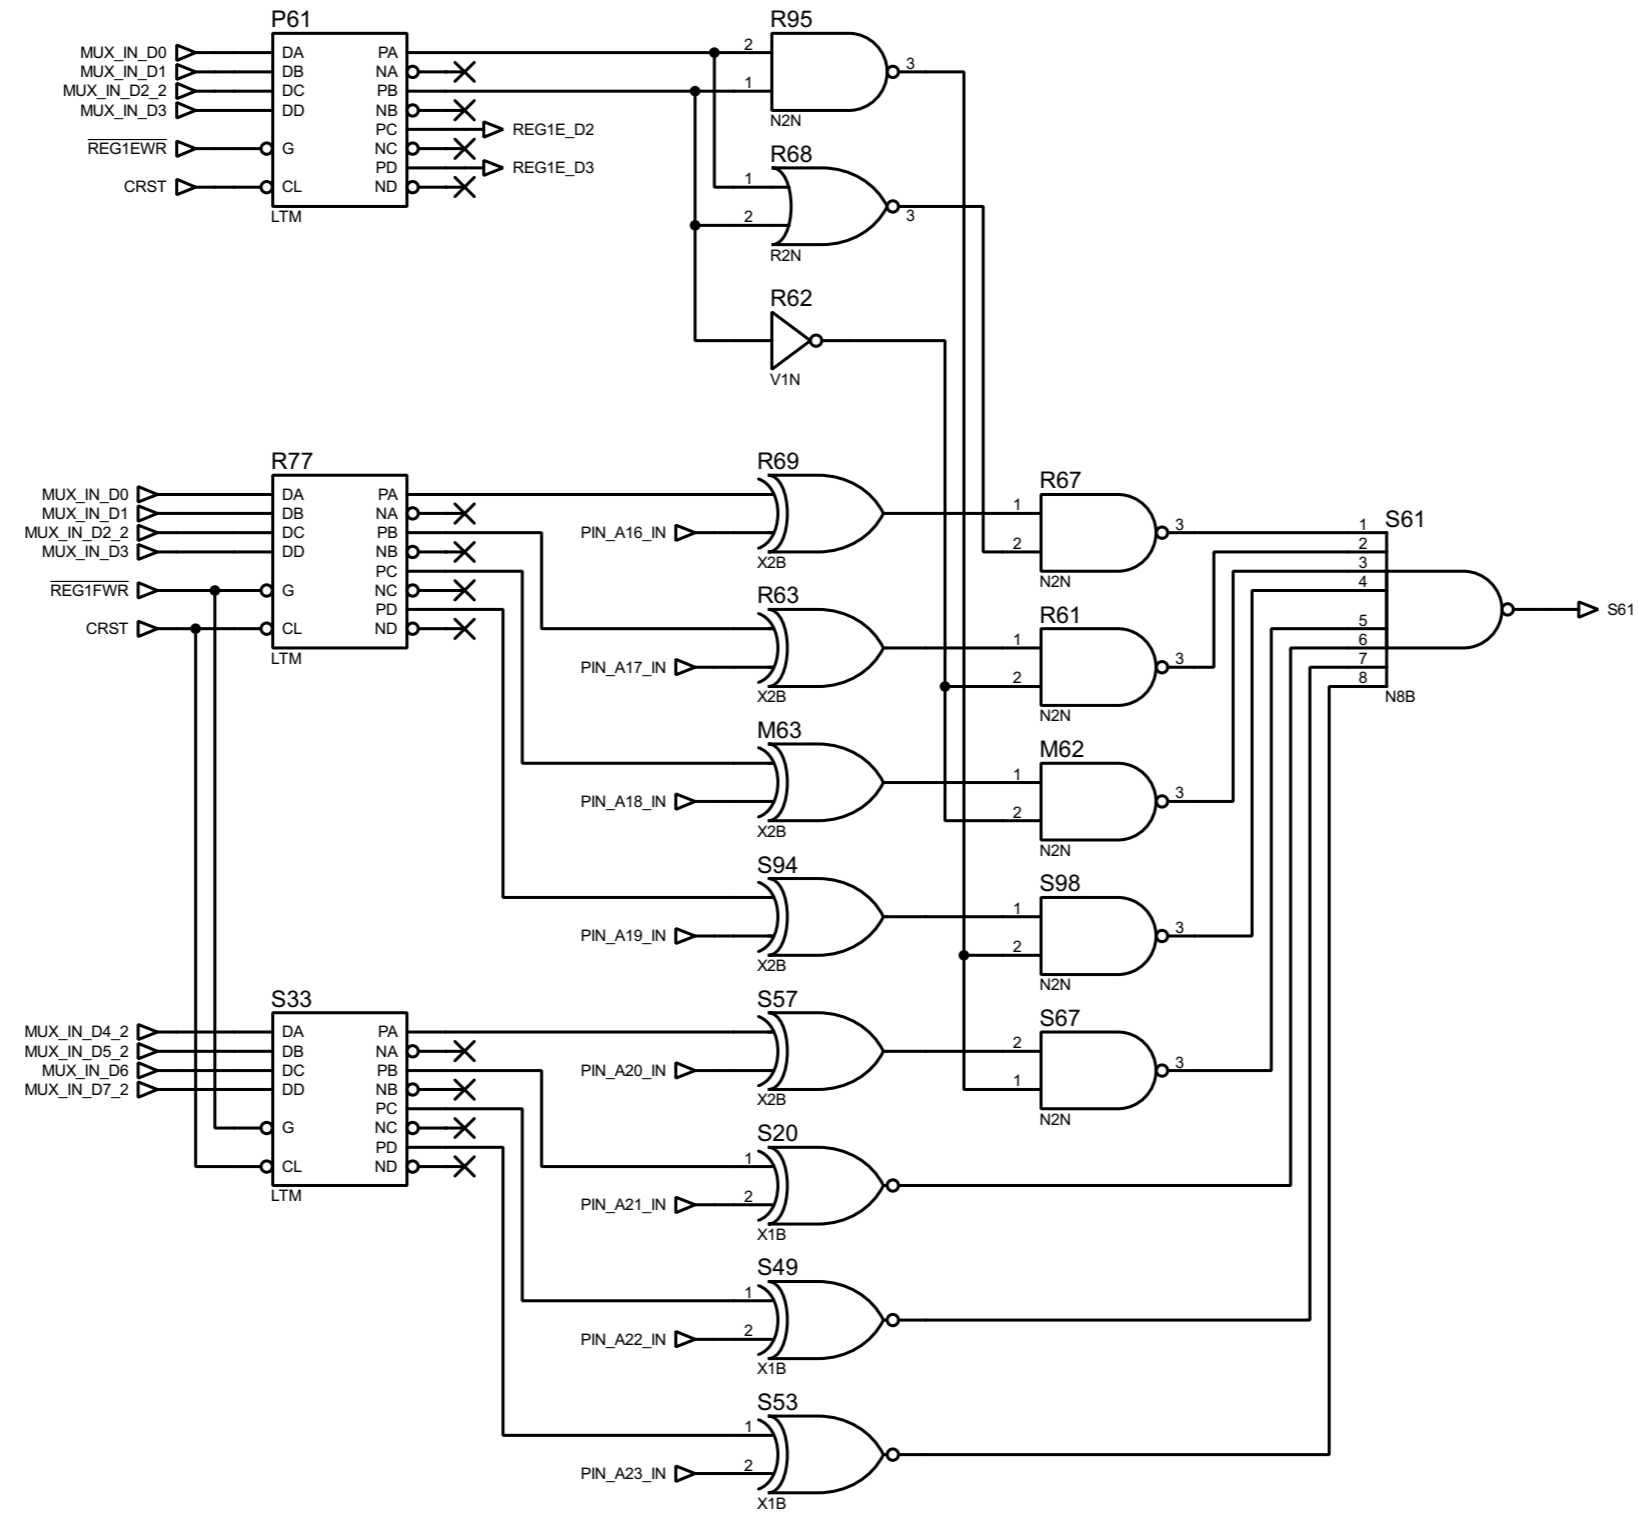 P61
MUX_IN_D0 DA PA
MUX_IN_D1 DB NA
MUX_IN_D2_2 DC PB
MUX_IN_D3 DD NB
PC REG1E_D2
REG1EWR G NC
PD REG1E_D3
CRST CL ND
LTM
R95
2
1
3
N2N
R68
1
2
3
R2N
R62
V1N
R77
MUX_IN_D0 DA PA
MUX_IN_D1 DB NA
MUX_IN_D2_2 DC PB
MUX_IN_D3 DD NB
PC
REG1FWR G NC
PD
CRST CL ND
LTM
R69
PIN_A16_IN
X2B
R67
1
2
3
N2N
R63
PIN_A17_IN
X2B
R61
1
2
3
N2N
M63
PIN_A18_IN
X2B
M62
1
2
3
N2N
S94
PIN_A19_IN
X2B
S98
1
2
3
N2N
S61
1
2
3
4
5
6
7
8
N8B
S61
S33
MUX_IN_D4_2 DA PA
MUX_IN_D5_2 DB NA
MUX_IN_D6 DC PB
MUX_IN_D7_2 DD NB
PC
G NC
PD
CL ND
LTM
S57
PIN_A20_IN
X2B
S67
2
1
3
N2N
S20
1
PIN_A21_IN 2
X1B
S49
1
PIN_A22_IN 2
X1B
S53
1
PIN_A23_IN 2
X1B